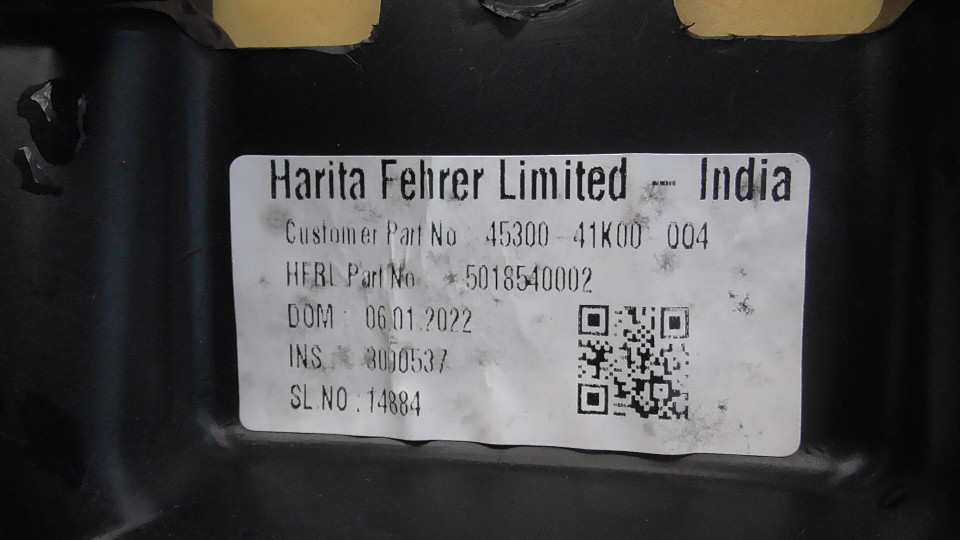 Harita Fehrer Limited - India
Customer Part No 45300 - 41K00 004
HFRL Part No 5018540002
DOM : 06.01.2022
INS. : 3000537
SL.NO : 14884